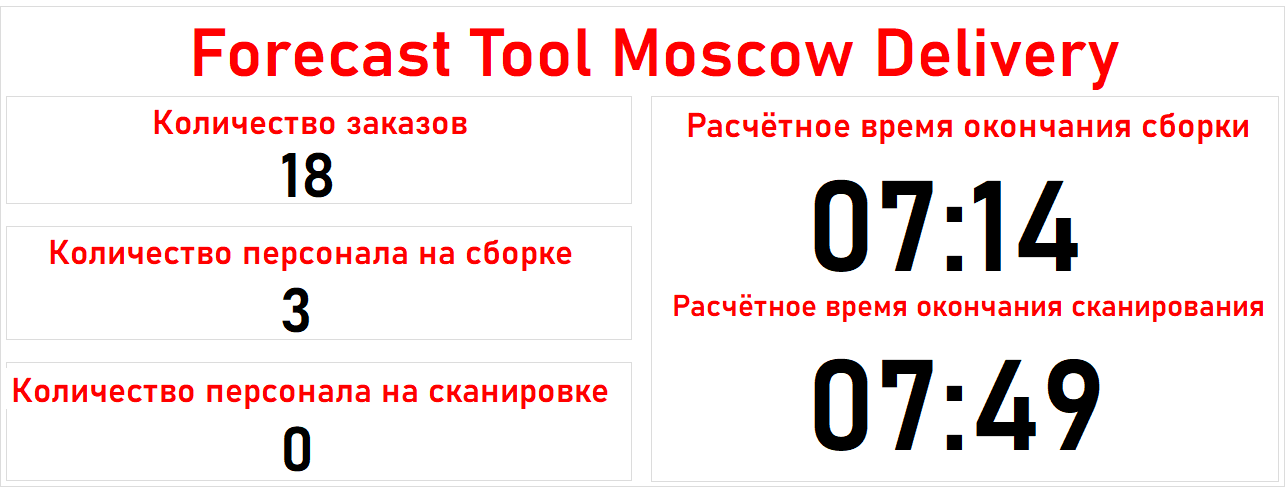 Forecast Tool Moscow Delivery
Количество заказов
18
Количество персонала на сборке
3
Количество персонала на сканировке
0
Расчётное время окончания сборки
07:14
Расчётное время окончания сканирования
07:49